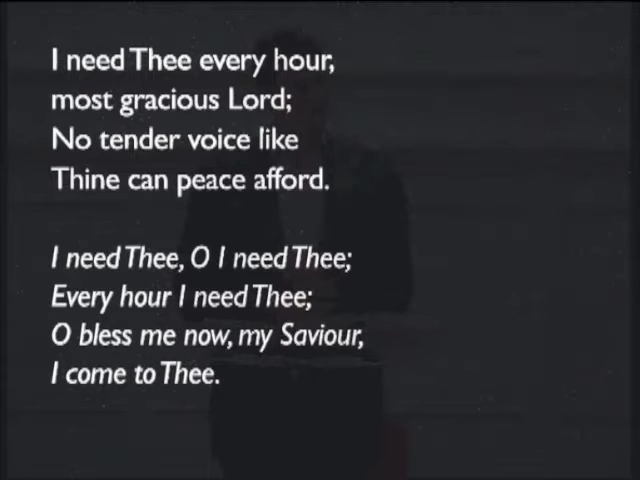 I need Thee every hour,
most gracious Lord;
No tender voice like
Thine can peace afford.
I need Thee, O I need Thee;
Every hour I need Thee;
O bless me now, my Saviour,
I come to Thee.